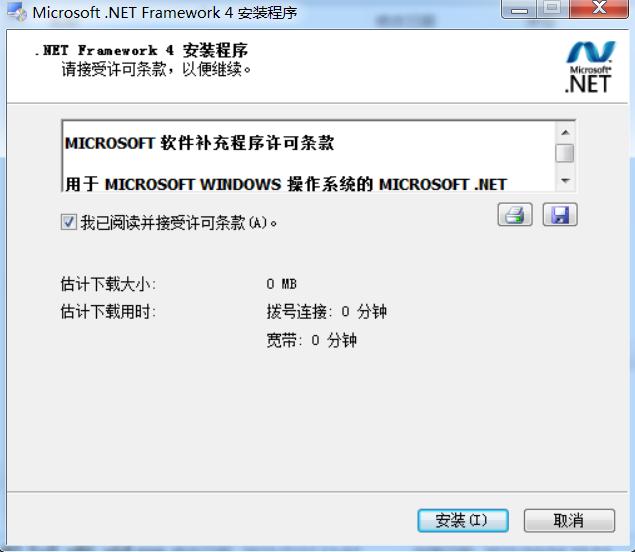 Microsoft .NET Framework 4 安装程序
.NET Framework 4 安装程序
请接受许可条款，以便继续。
Microsoft®
.NET
MICROSOFT 软件补充程序许可条款
用于 MICROSOFT WINDOWS 操作系统的 MICROSOFT .NET
我已阅读并接受许可条款(A)。
估计下载大小: 0 MB
估计下载用时: 拨号连接: 0 分钟
宽带: 0 分钟
安装(I) 取消